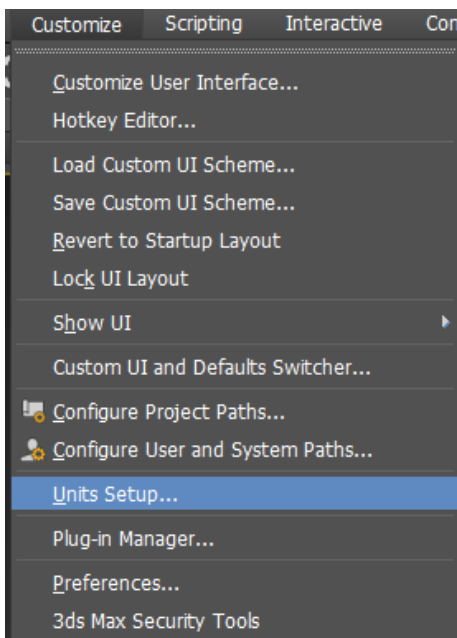 Customize Scripting Interactive
Customize User Interface...
Hotkey Editor...
Load Custom UI Scheme...
Save Custom UI Scheme...
Revert to Startup Layout
Lock UI Layout
Show UI
Custom UI and Defaults Switcher...
Configure Project Paths...
Configure User and System Paths...
Units Setup...
Plug-in Manager...
Preferences...
3ds Max Security Tools